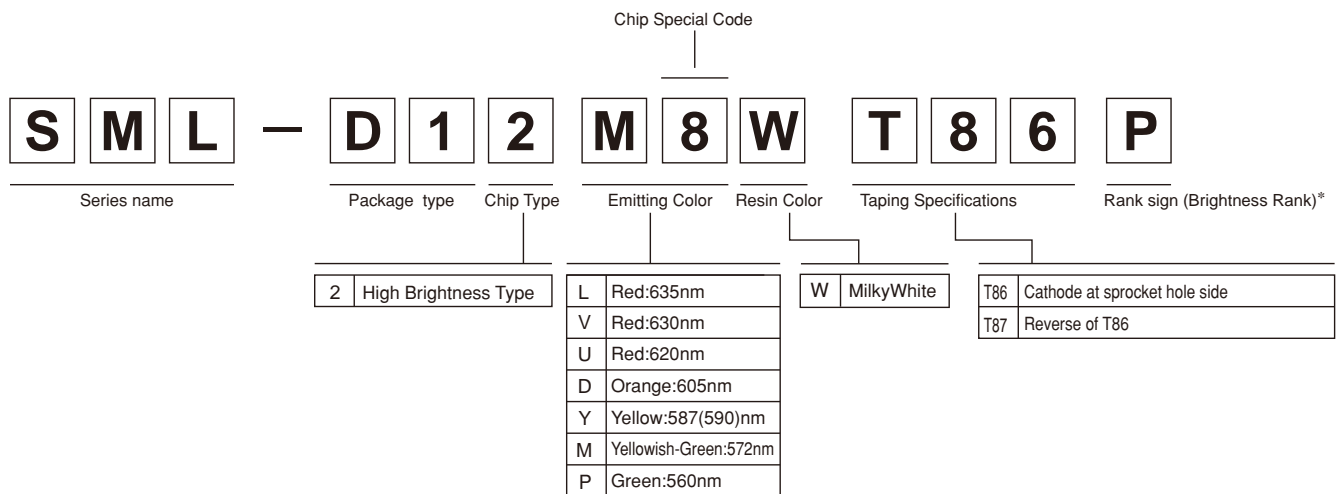 Chip Special Code
S M L — D 1 2 M 8 W T 8 6 P
Series name Package type Chip Type Emitting Color Resin Color Taping Specifications Rank sign (Brightness Rank)*
2 High Brightness Type
L Red:635nm
V Red:630nm
U Red:620nm
D Orange:605nm
Y Yellow:587(590)nm
M Yellowish-Green:572nm
P Green:560nm
W MilkyWhite
T86 Cathode at sprocket hole side
T87 Reverse of T86